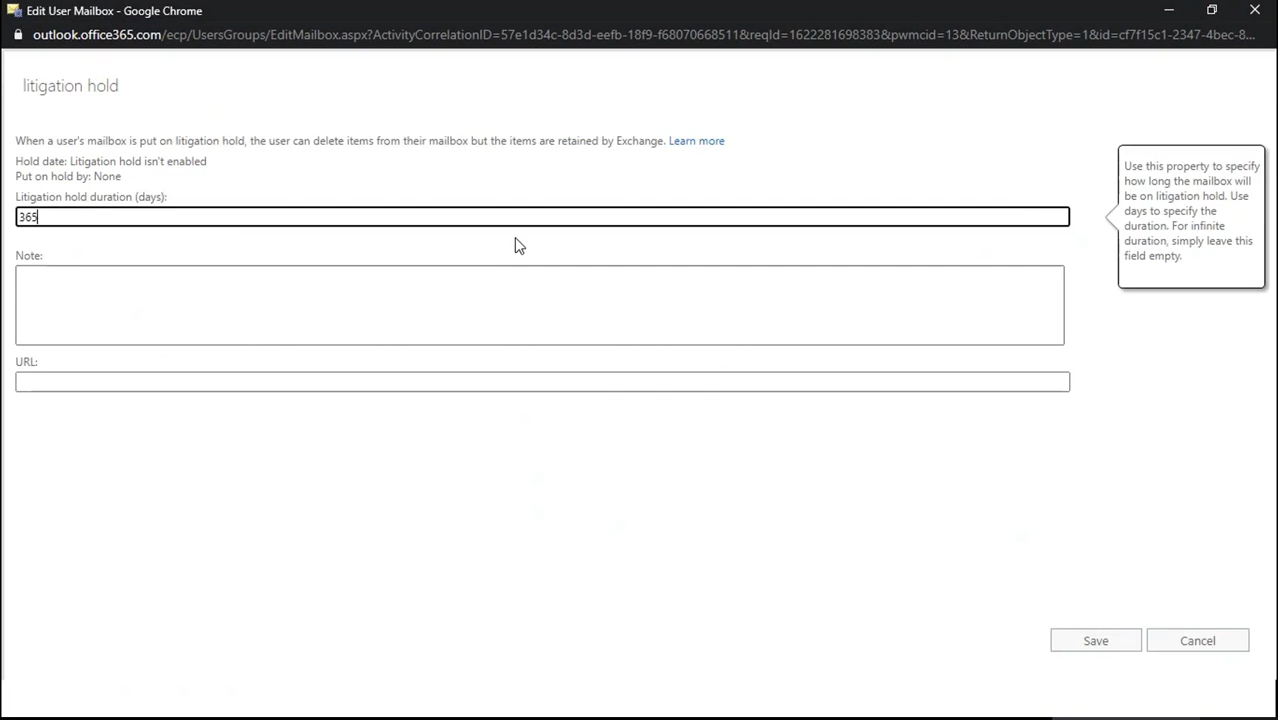 Edit User Mailbox - Google Chrome
outlook.office365.com/ecp/UsersGroups/EditMailbox.aspx?ActivityCorrelationID=57e1d34c-8d3d-eefb-18f9-f68070668511&reqId=1622281698383&pwmcid=13&ReturnObjectType=1&id=cf7f15c1-2347-4bec-8...
litigation hold
When a user's mailbox is put on litigation hold, the user can delete items from their mailbox but the items are retained by Exchange. Learn more
Hold date: Litigation hold isn't enabled
Put on hold by: None
Litigation hold duration (days):
365
Use this property to specify
how long the mailbox will
be on litigation hold. Use
days to specify the
duration. For infinite
duration, simply leave this
field empty.
Note:
URL:
Save
Cancel